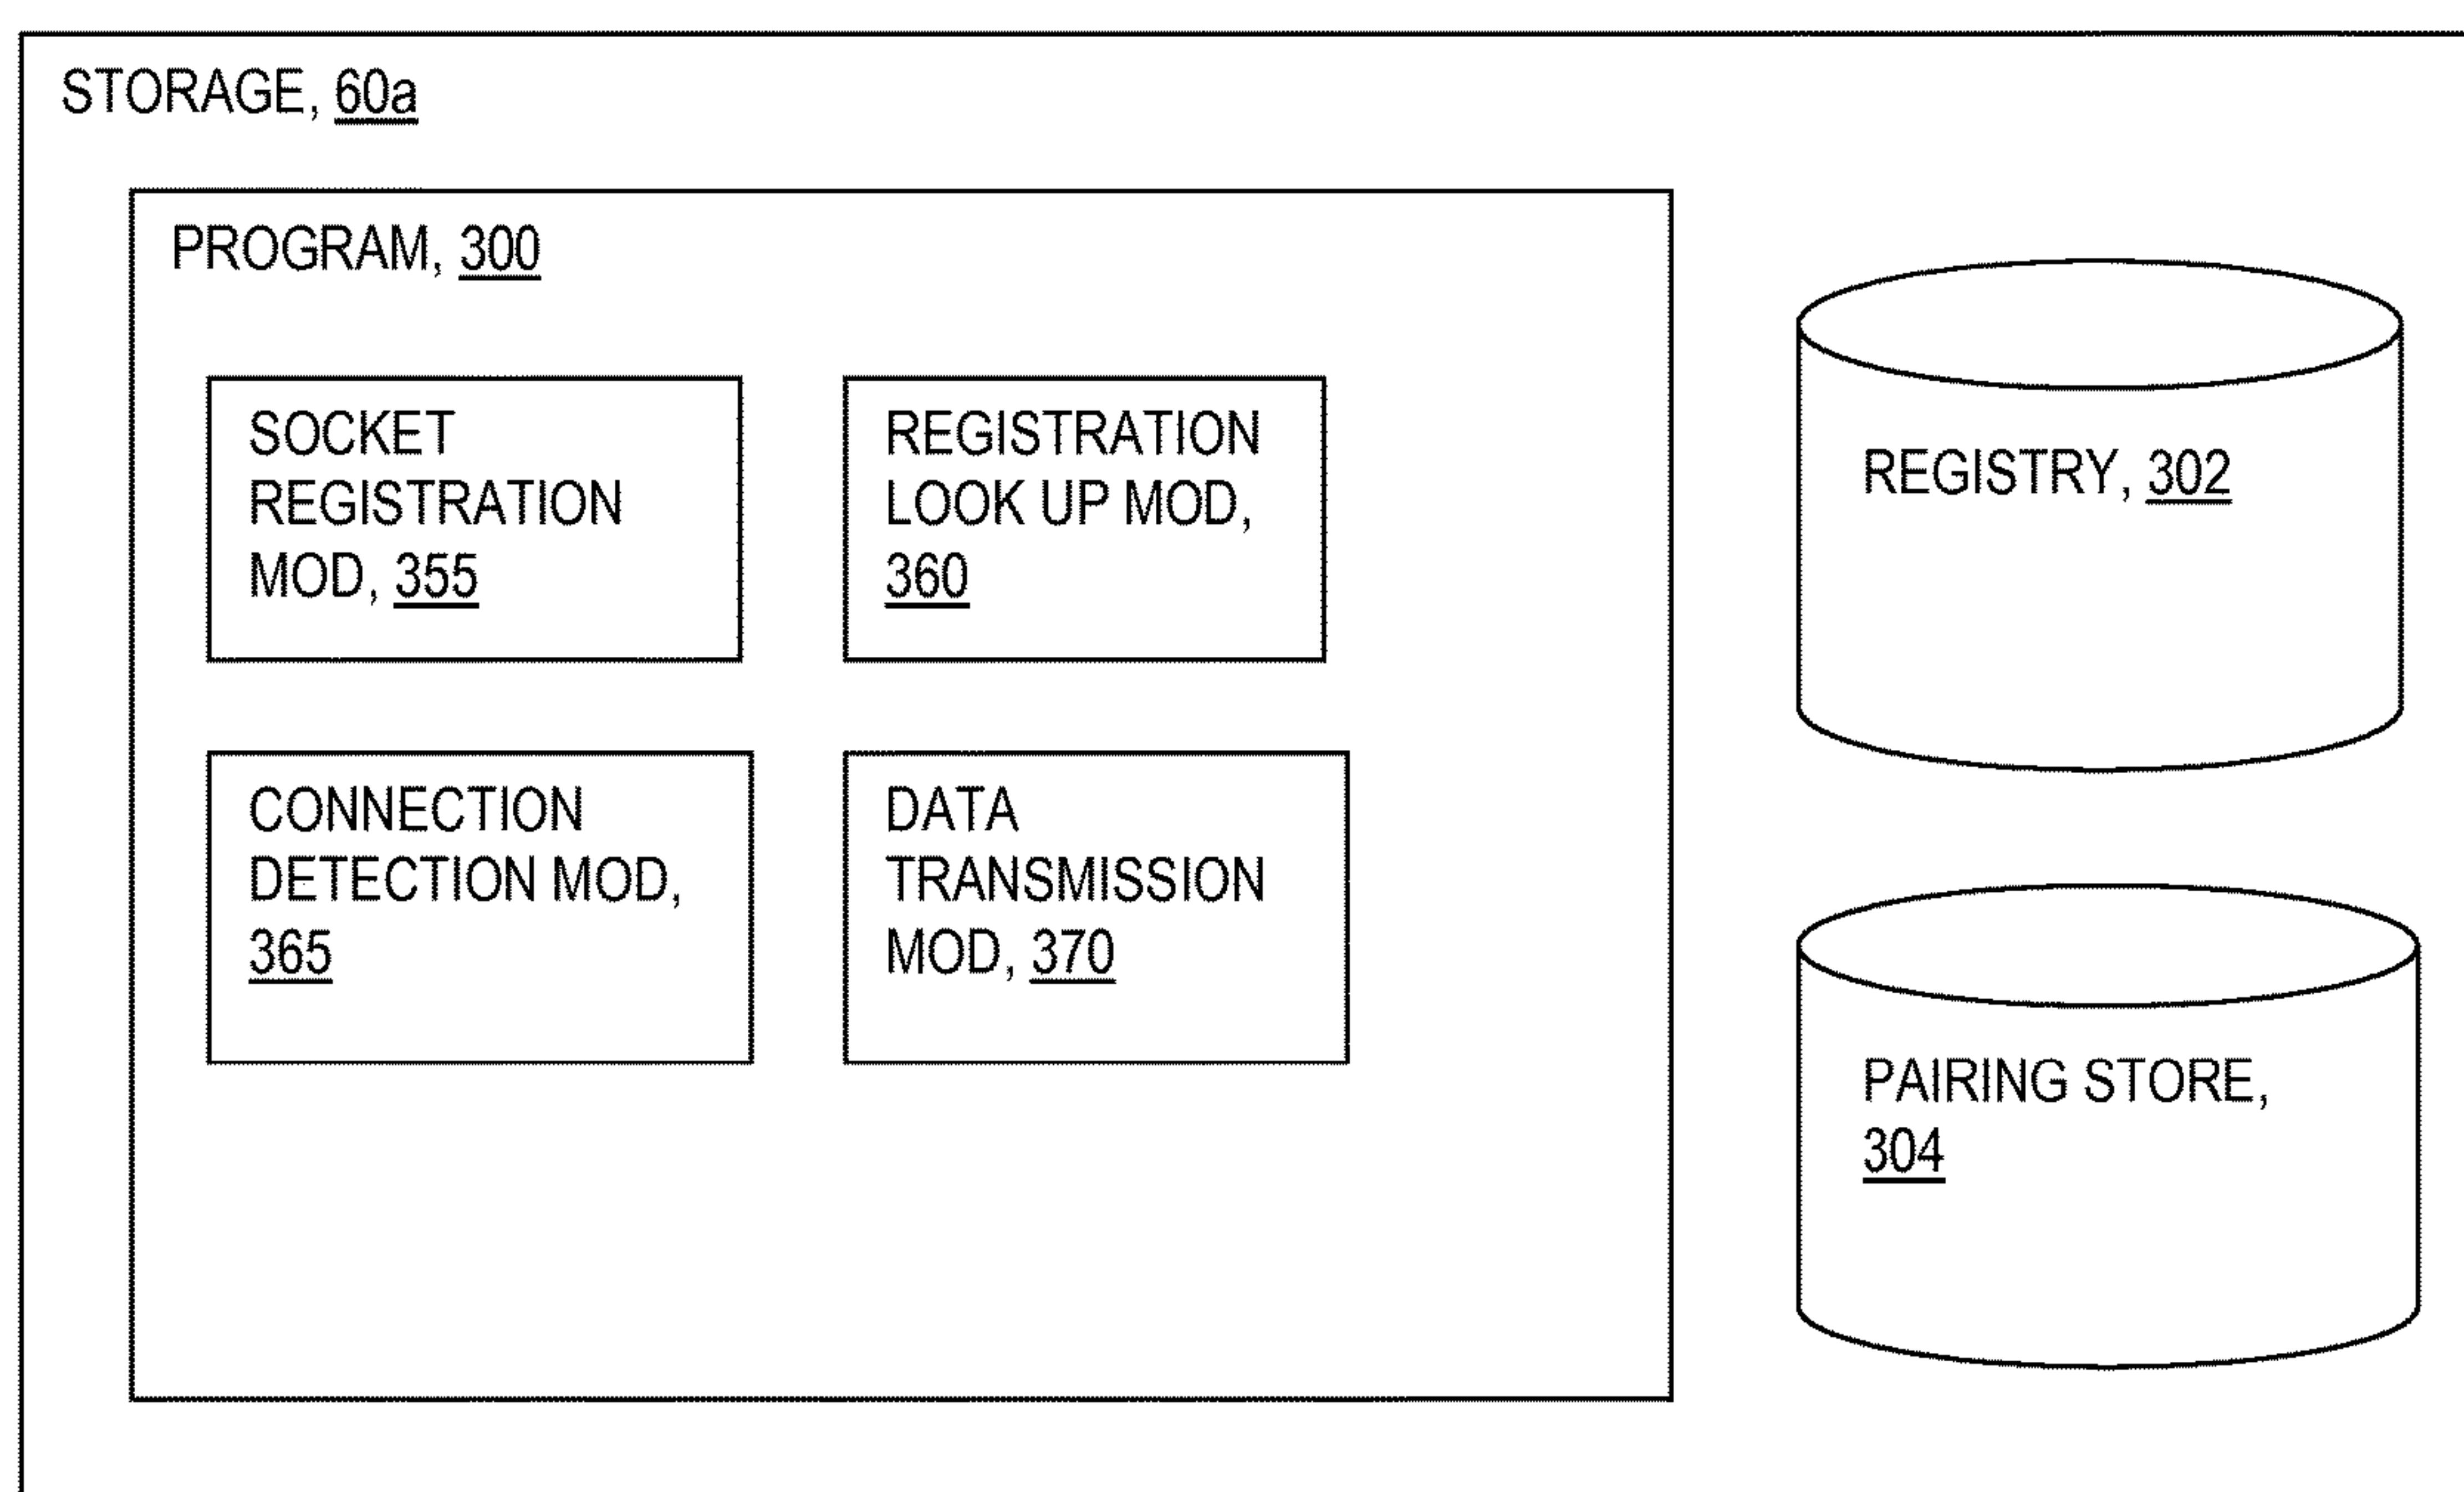 STORAGE, 60a
PROGRAM, 300
SOCKET
REGISTRATION
MOD, 355
REGISTRATION
LOOK UP MOD,
360
CONNECTION
DETECTION MOD,
365
DATA
TRANSMISSION
MOD, 370
REGISTRY, 302
PAIRING STORE,
304